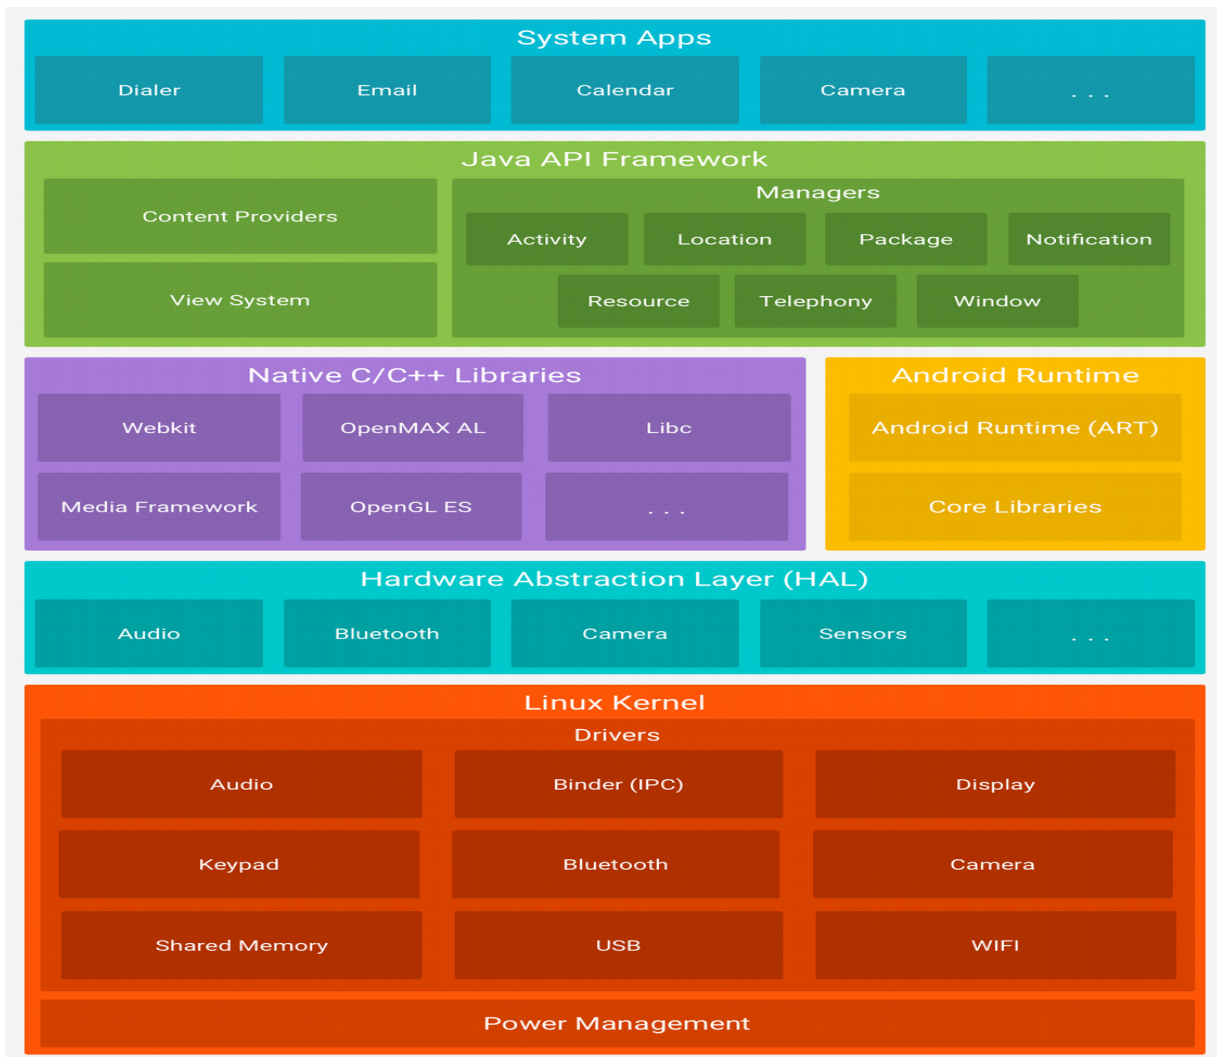 System Apps
Dialer Email Calendar Camera . . .
Java API Framework
Content Providers
View System
Managers
Activity Location Package Notification
Resource Telephony Window
Native C/C++ Libraries
Webkit OpenMAX AL Libc
Media Framework OpenGL ES . . .
Android Runtime
Android Runtime (ART)
Core Libraries
Hardware Abstraction Layer (HAL)
Audio Bluetooth Camera Sensors . . .
Linux Kernel
Drivers
Audio Binder (IPC) Display
Keypad Bluetooth Camera
Shared Memory USB WIFI
Power Management